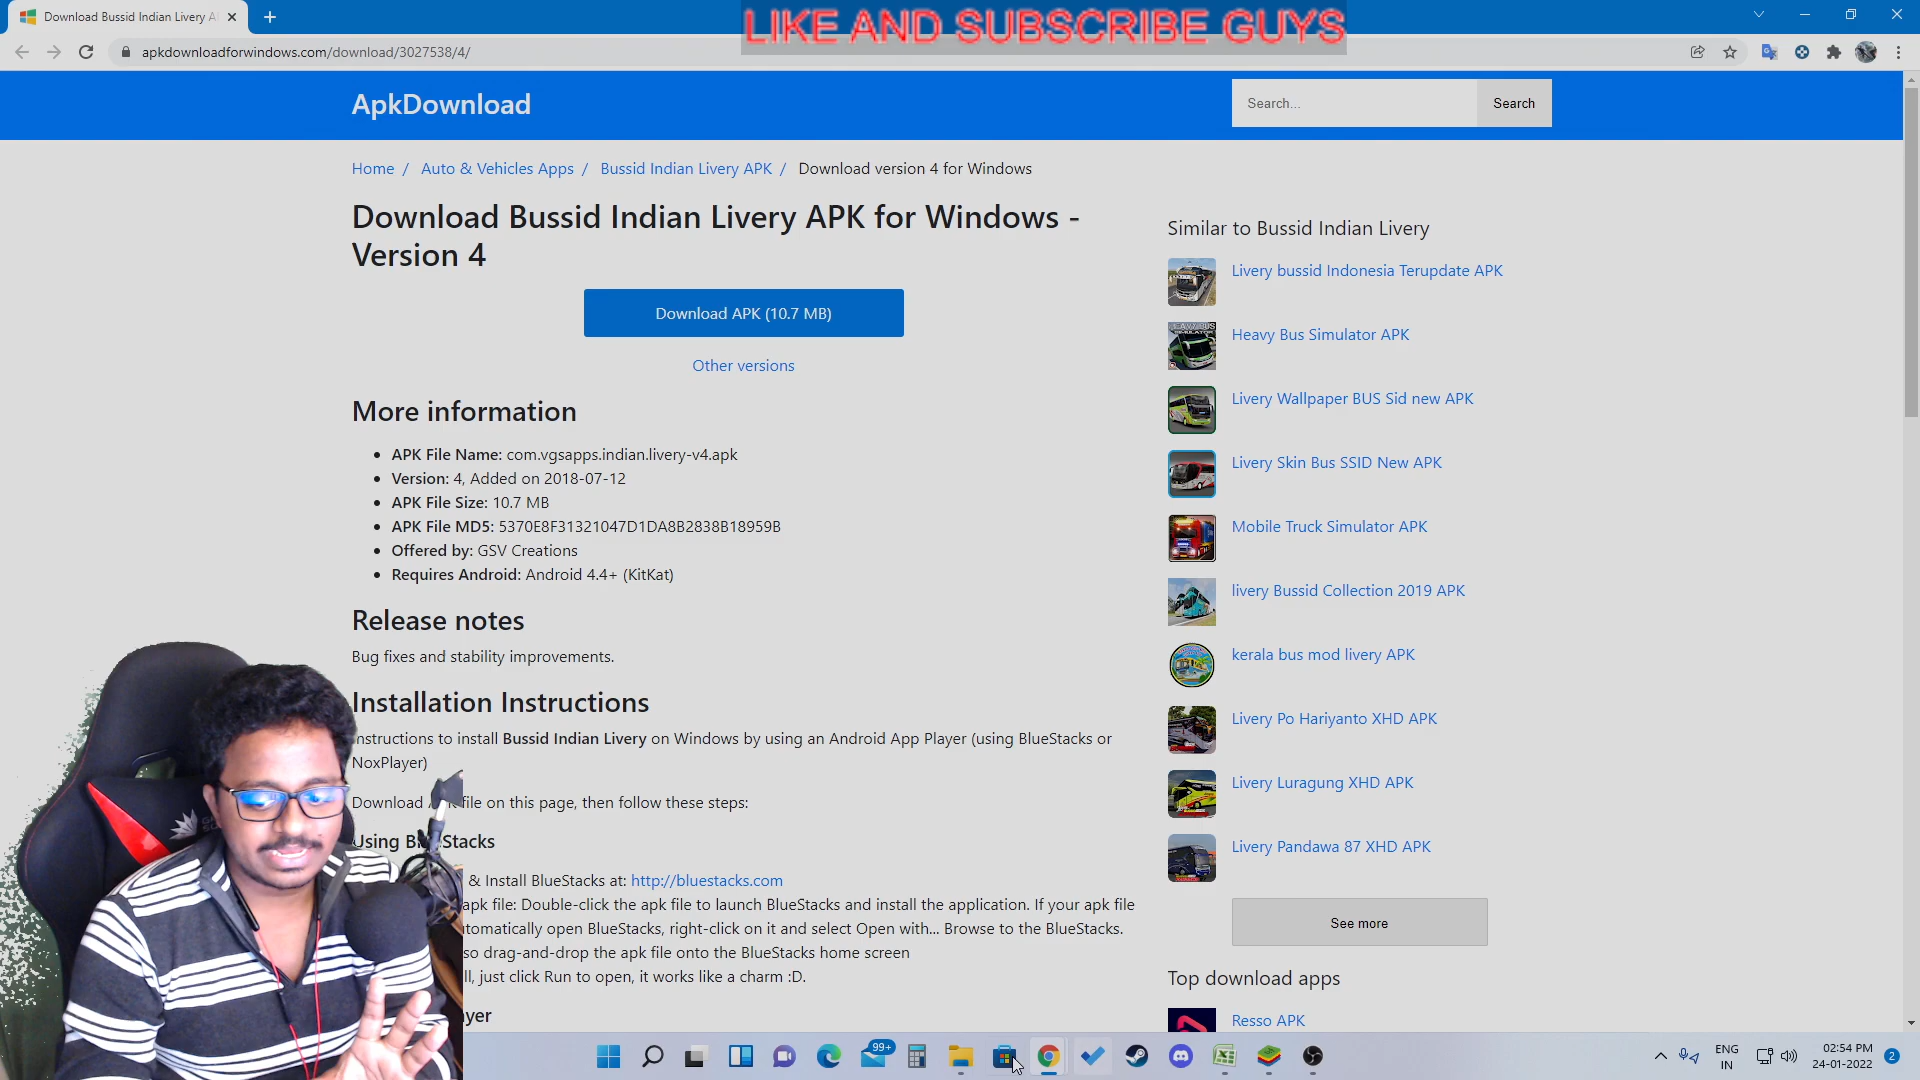 Download Bussid Indian Livery A
LIKE AND SUBSCRIBE GUYS
apkdownloadforwindows.com/download/3027538/4/
ApkDownload
Search...
Search
Home / Auto & Vehicles Apps / Bussid Indian Livery APK / Download version 4 for Windows
Download Bussid Indian Livery APK for Windows -
Version 4
Download APK (10.7 MB)
Other versions
More information
• APK File Name: com.vgsapps.indian.livery-v4.apk
• Version: 4, Added on 2018-07-12
• APK File Size: 10.7 MB
• APK File MD5: 5370E8F31321047D1DA8B2838B18959B
• Offered by: GSV Creations
• Requires Android: Android 4.4+ (KitKat)
Release notes
Bug fixes and stability improvements.
Installation Instructions
Instructions to install Bussid Indian Livery on Windows by using an Android App Player (using BlueStacks or
NoxPlayer)
Download file on this page, then follow these steps:
Using Stacks
& Install BlueStacks at: http://bluestacks.com
apk file: Double-click the apk file to launch BlueStacks and install the application. If your apk file
open BlueStacks, right-click on it and select Open with... Browse to the BlueStacks.
drag-and-drop the apk file onto the BlueStacks home screen
just click Run to open, it works like a charm :D.
Similar to Bussid Indian Livery
Livery bussid Indonesia Terupdate APK
Heavy Bus Simulator APK
Livery Wallpaper BUS Sid new APK
Livery Skin Bus SSID New APK
Mobile Truck Simulator APK
livery Bussid Collection 2019 APK
kerala bus mod livery APK
Livery Po Hariyanto XHD APK
Livery Luragung XHD APK
Livery Pandawa 87 XHD APK
See more
Top download apps
Resso APK
99+
ENG
IN
02:54 PM
24-01-2022
2